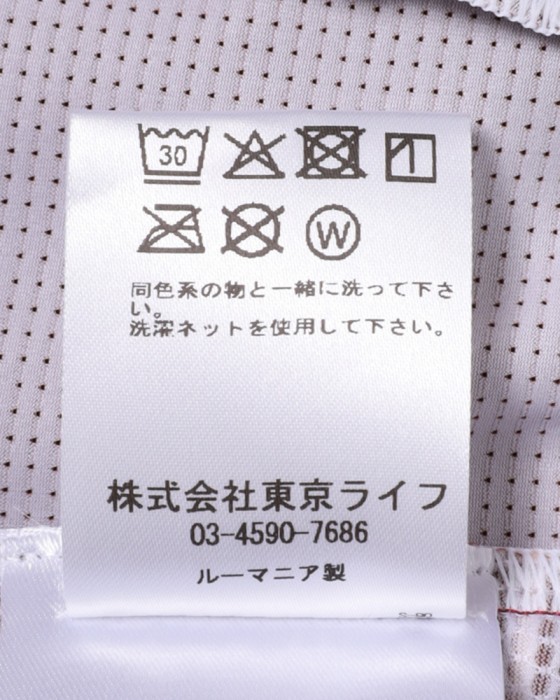 30
W
同色系の物と一緒に洗って下さ
い。
洗濯ネットを使用して下さい。
株式会社東京ライフ
03-4590-7686
ルーマニア製